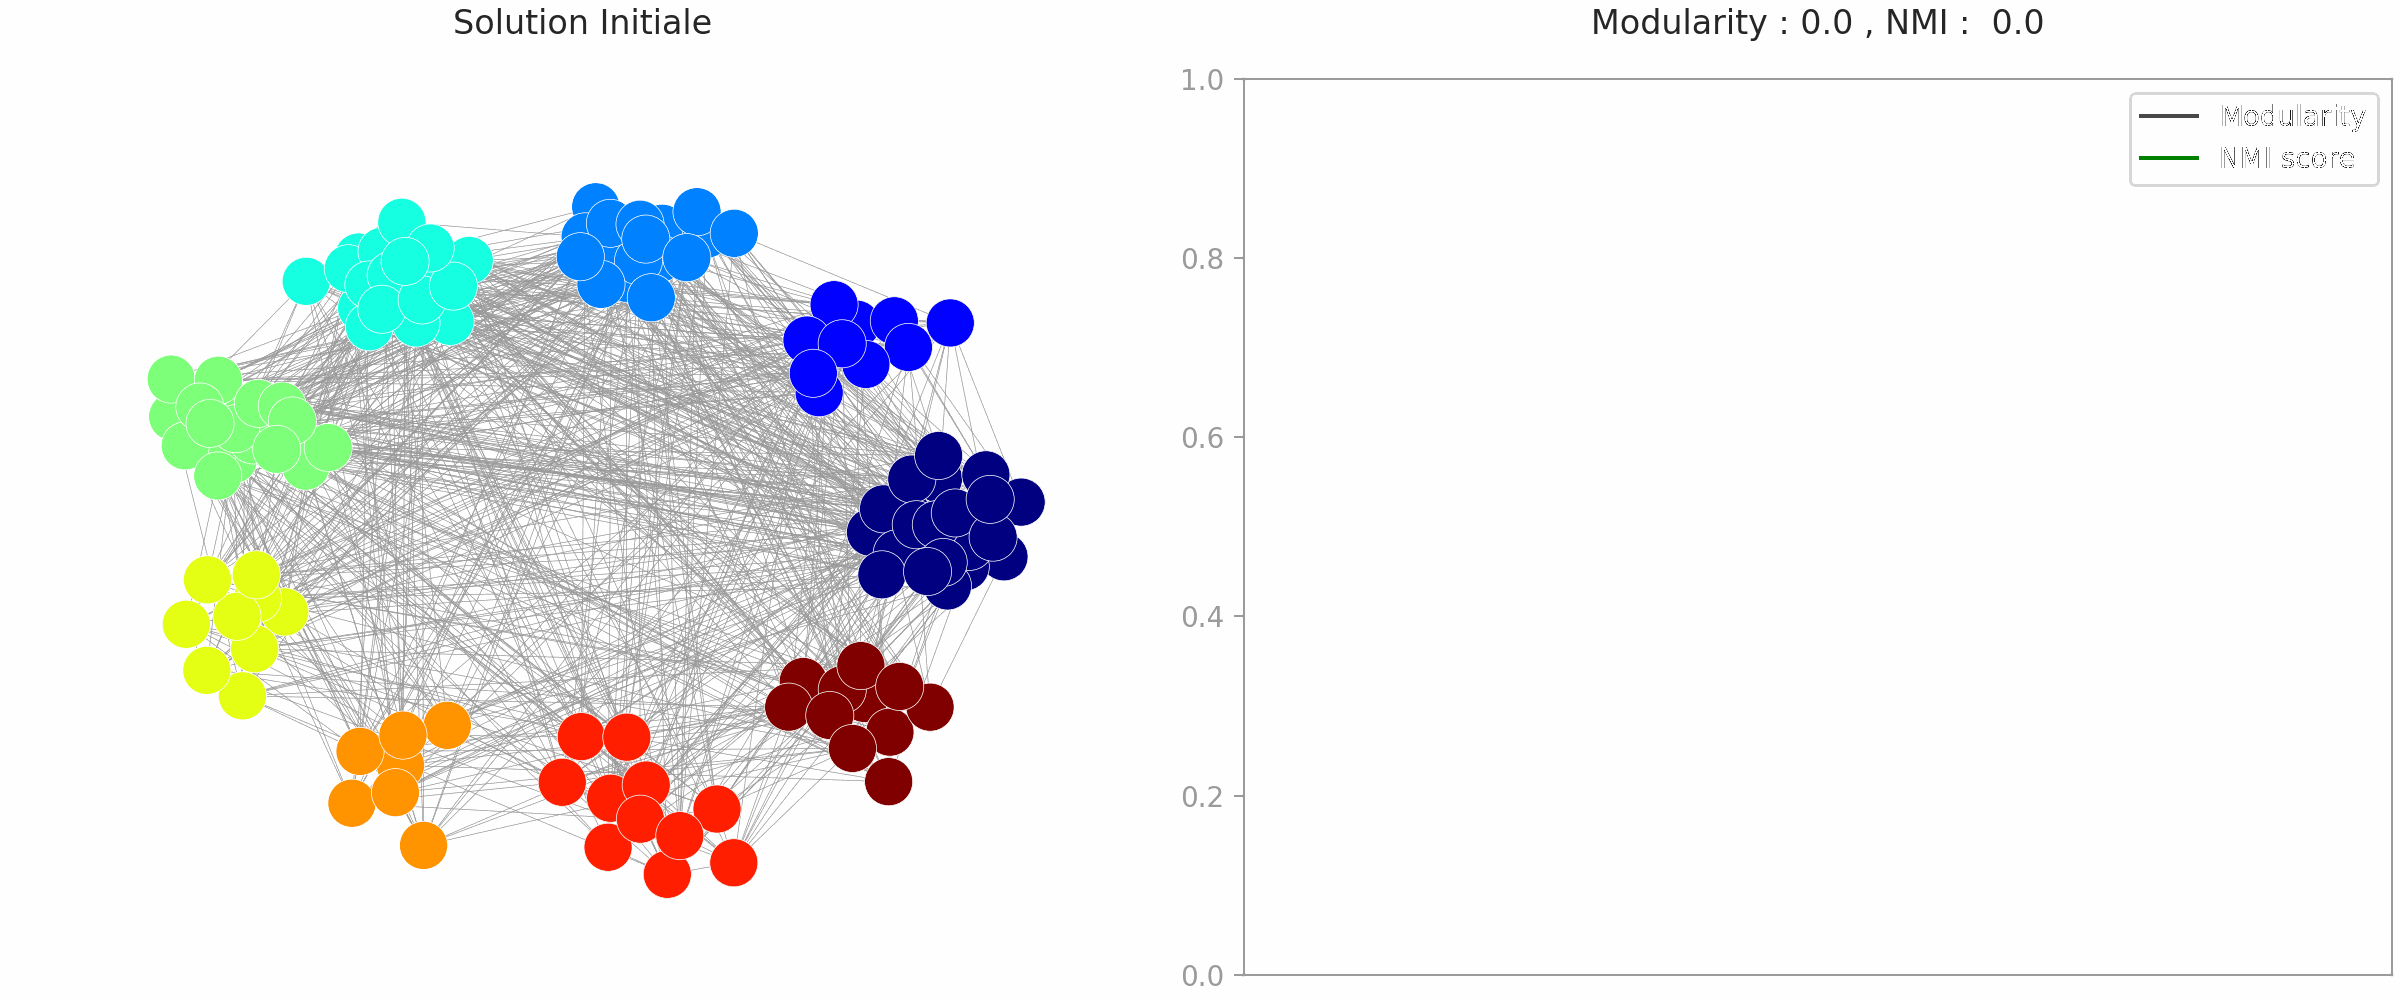 Solution Initiale
Modularity : 0.0 , NMI :  0.0
1.0
0.8
0.6
0.4
0.2
0.0
Modularity
NMI score